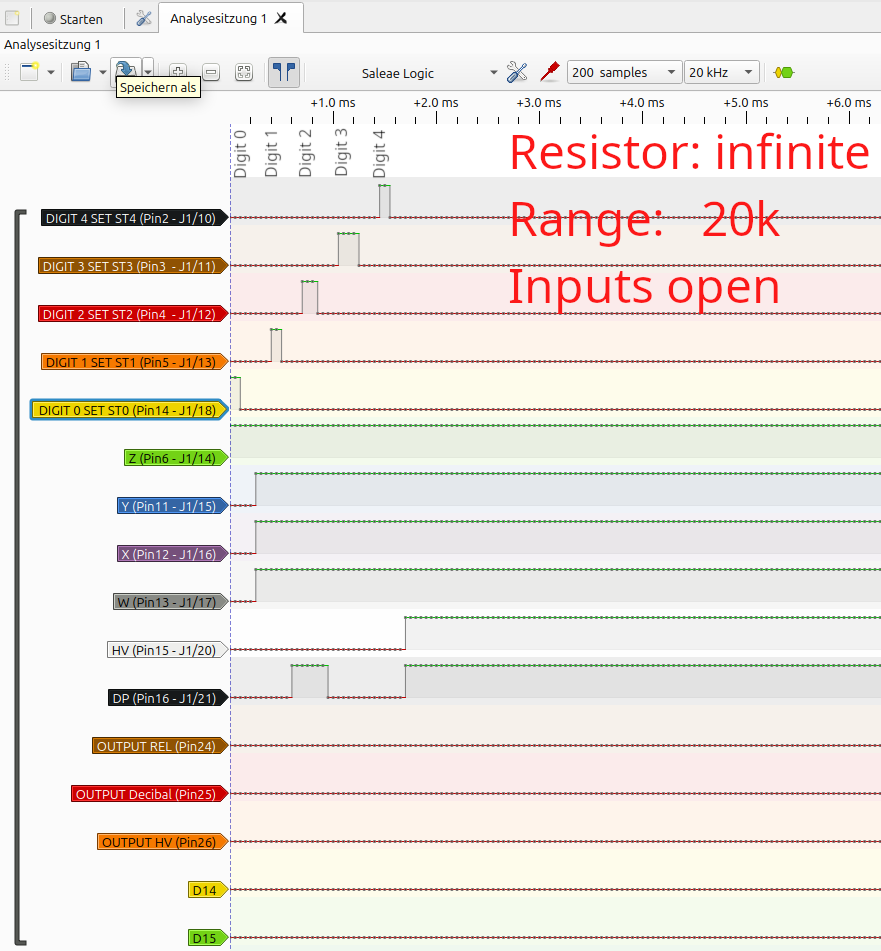 Starten
Analysesitzung 1
Analysesitzung 1
Saleae Logic
200 samples
20 kHz
Speichern als
+1.0 ms
+2.0 ms
+3.0 ms
+4.0 ms
+5.0 ms
+6.0 ms
Digit 0
Digit 1
Digit 2
Digit 3
Digit 4
Resistor: infinite
Range: 20k
Inputs open
DIGIT 4 SET ST4 (Pin2 - J1/10)
DIGIT 3 SET ST3 (Pin3 - J1/11)
DIGIT 2 SET ST2 (Pin4 - J1/12)
DIGIT 1 SET ST1 (Pin5 - J1/13)
DIGIT 0 SET ST0 (Pin14 - J1/18)
Z (Pin6 - J1/14)
Y (Pin11 - J1/15)
X (Pin12 - J1/16)
W (Pin13 - J1/17)
HV (Pin15 - J1/20)
DP (Pin16 - J1/21)
OUTPUT REL (Pin24)
OUTPUT Decibal (Pin25)
OUTPUT HV (Pin26)
D14
D15